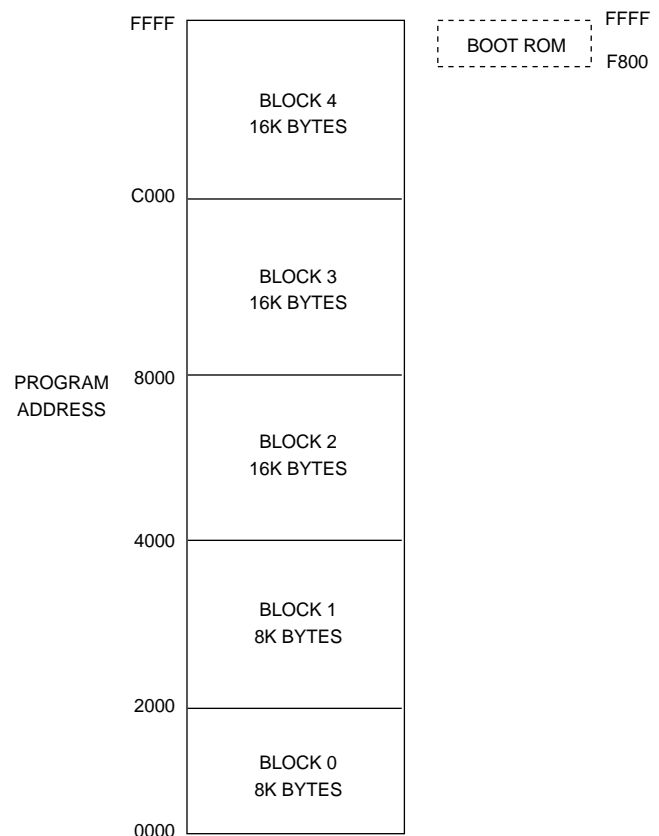 FFFF
BLOCK 4
16K BYTES
C000
BLOCK 3
16K BYTES
PROGRAM
ADDRESS
8000
BLOCK 2
16K BYTES
4000
BLOCK 1
8K BYTES
2000
BLOCK 0
8K BYTES
0000
BOOT ROM
FFFF
F800